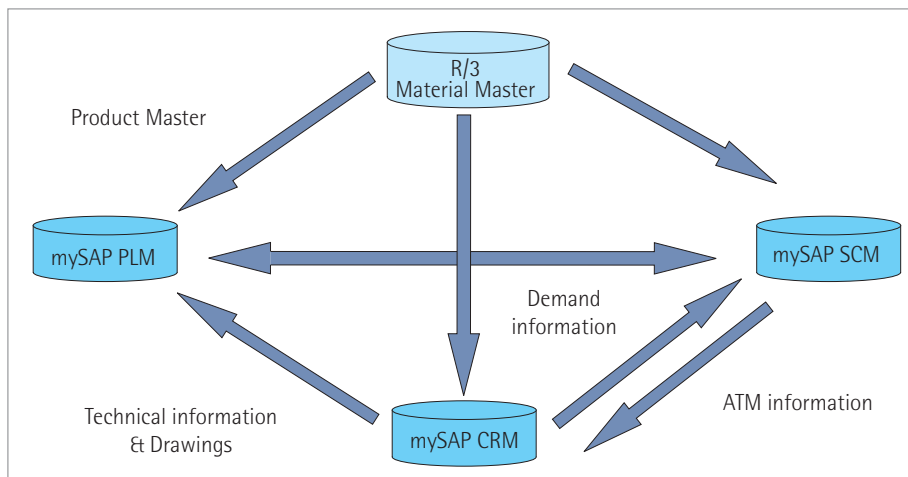 R/3
Material Master
Product Master
mySAP PLM
mySAP SCM
Demand
information
Technical information
& Drawings
ATM information
mySAP CRM